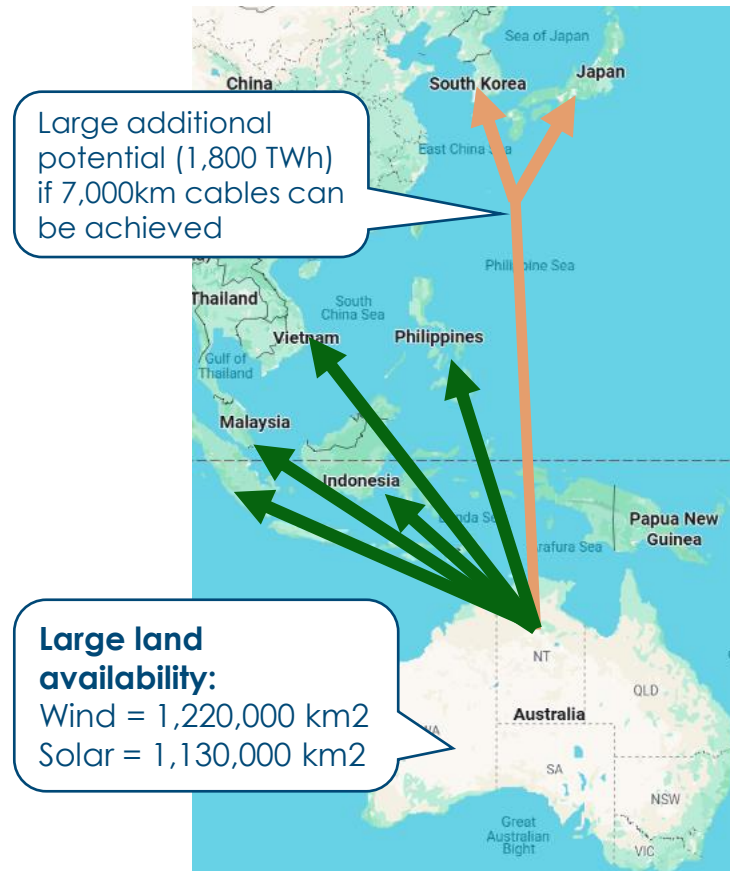 Sea of Japan
China
South Korea
Japan
Large additional
potential (1,800 TWh)
if 7,000km cables can
be achieved
East China Sea
Philippine Sea
Thailand
South
China Sea
Vietnam
Philippines
Gulf of
Thailand
Malaysia
Indonesia
Banda Sea
Papua New
Guinea
Arafura Sea
Large land
availability:
Wind = 1,220,000 km2
Solar = 1,130,000 km2
NT
QLD
Australia
WA
SA
NSW
Great
Australian
Bight
VIC